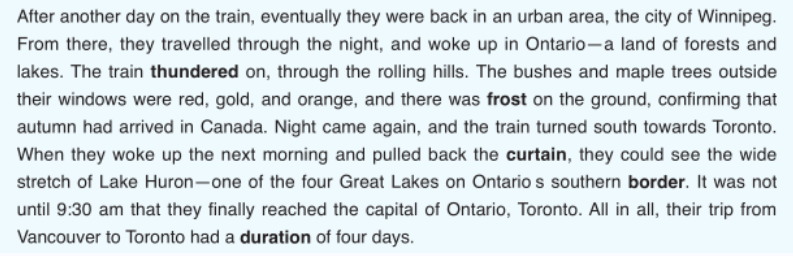 After another day on the train, eventually they were back in an urban area, the city of Winnipeg.
From there, they travelled through the night, and woke up in Ontario—a land of forests and
lakes. The train thundered on, through the rolling hills. The bushes and maple trees outside
their windows were red, gold, and orange, and there was frost on the ground, confirming that
autumn had arrived in Canada. Night came again, and the train turned south towards Toronto.
When they woke up the next morning and pulled back the curtain, they could see the wide
stretch of Lake Huron—one of the four Great Lakes on Ontario s southern border. It was not
until 9:30 am that they finally reached the capital of Ontario, Toronto. All in all, their trip from
Vancouver to Toronto had a duration of four days.